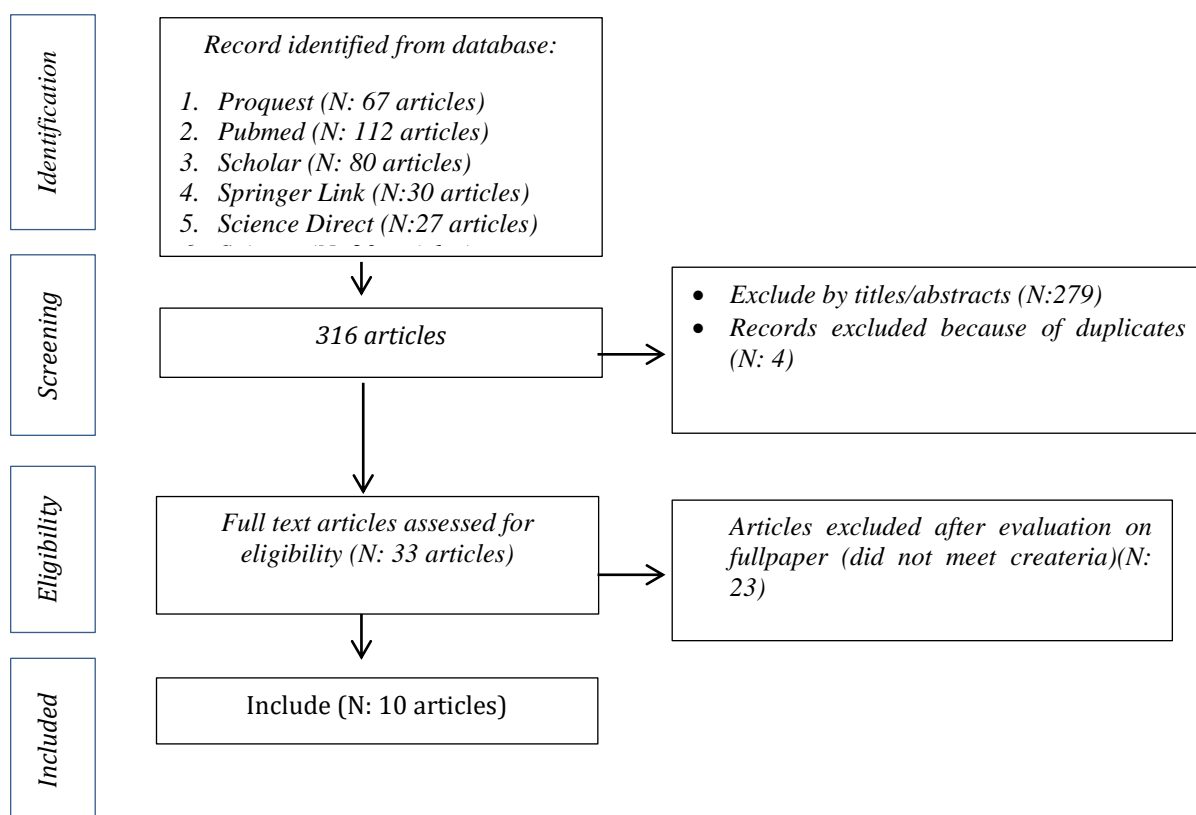 Identification
Record identified from database:
1. Proquest (N: 67 articles)
2. Pubmed (N: 112 articles)
3. Scholar (N: 80 articles)
4. Springer Link (N:30 articles)
5. Science Direct (N:27 articles)
Screening
316 articles
• Exclude by titles/abstracts (N:279)
• Records excluded because of duplicates
(N: 4)
Eligibility
Full text articles assessed for
eligibility (N: 33 articles)
Articles excluded after evaluation on
fullpaper (did not meet createria)(N:
23)
Included
Include (N: 10 articles)